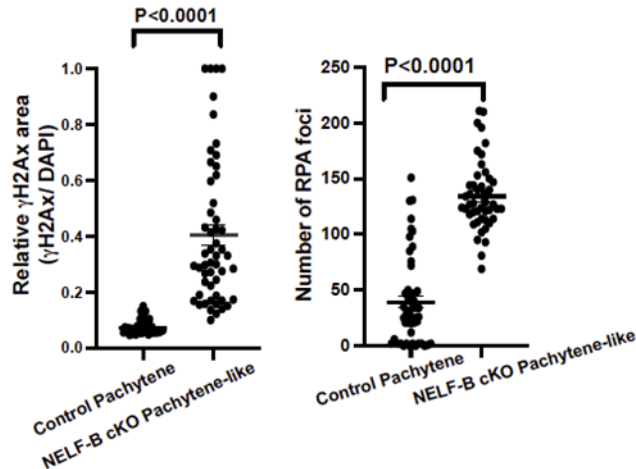 P<0.0001
Relative γH2Ax area
(γH2Ax/ DAPI)
1.0
0.8
0.6
0.4
0.2
0.0
Control Pachytene
NELF-B cKO Pachytene-like
P<0.0001
Number of RPA foci
250
200
150
100
50
0
Control Pachytene
NELF-B cKO Pachytene-like